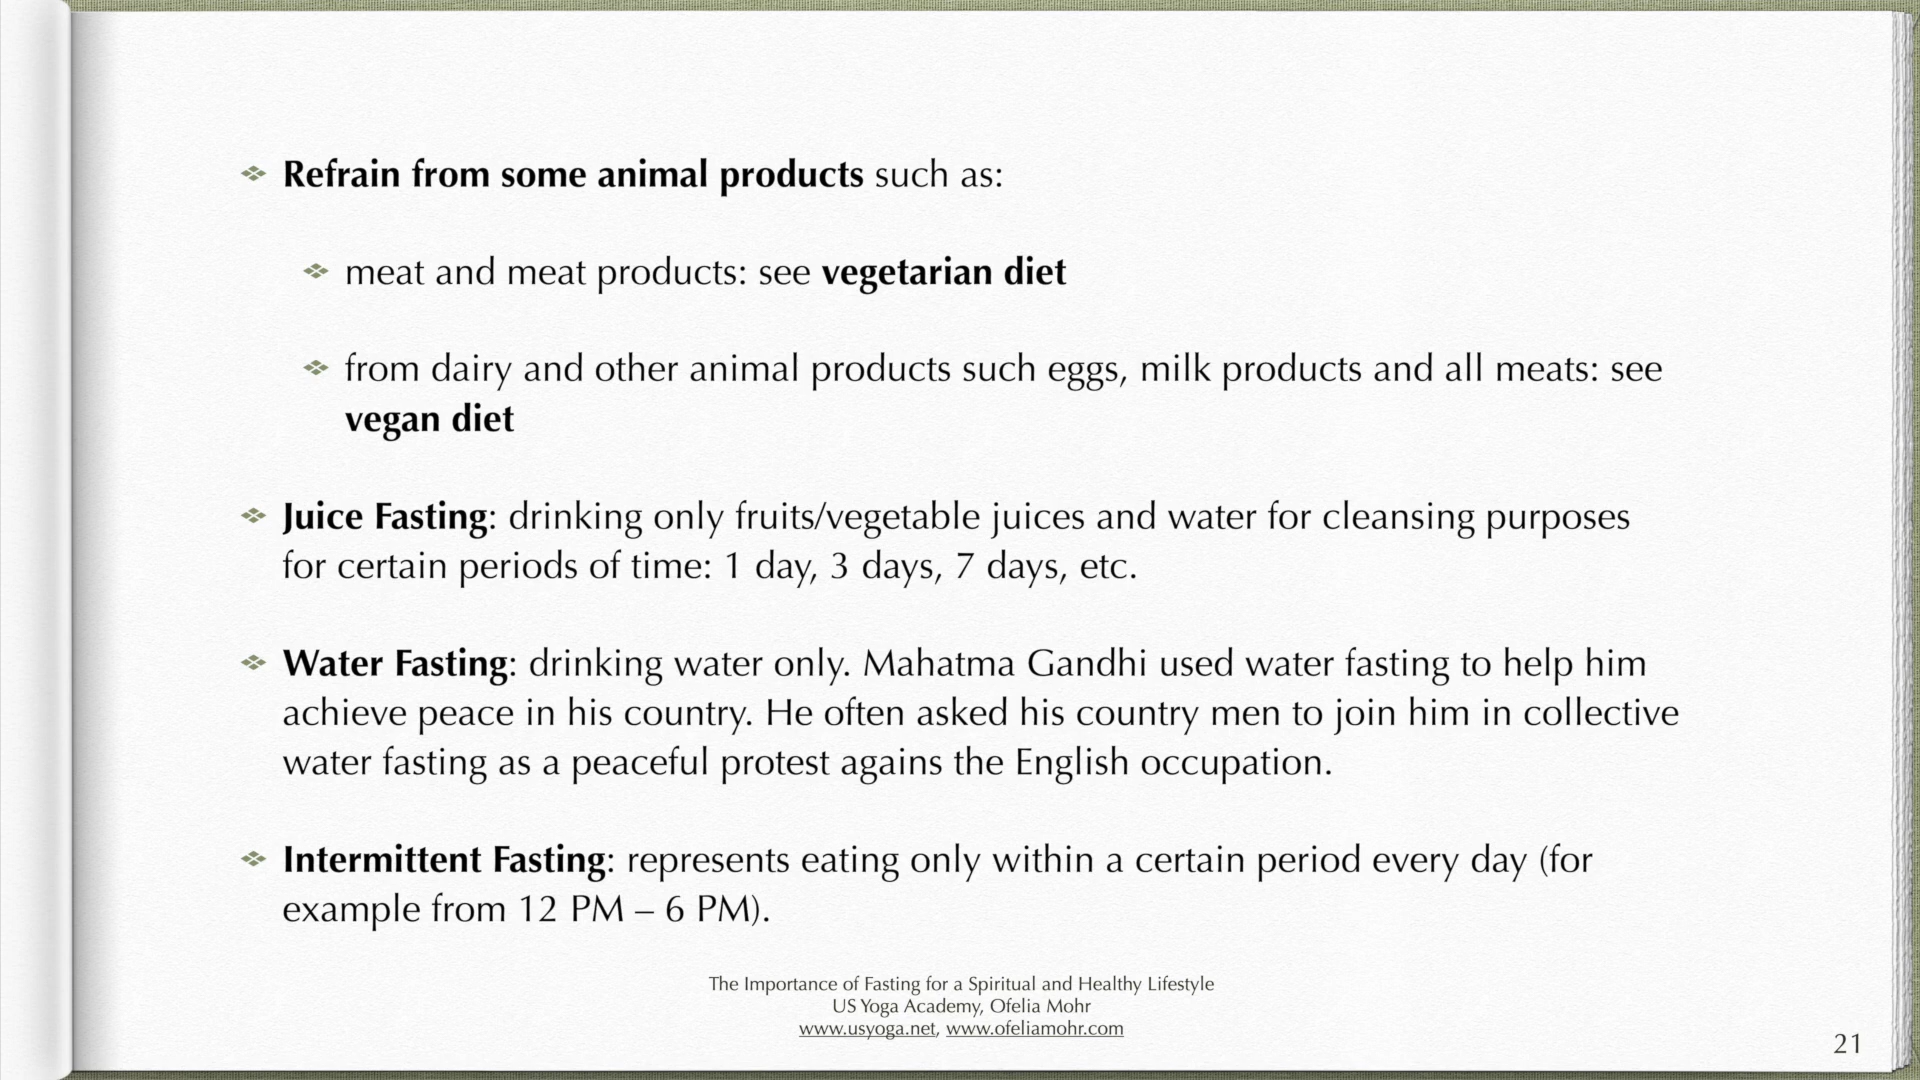 Refrain from some animal products such as:
meat and meat products: see vegetarian diet
from dairy and other animal products such eggs, milk products and all meats: see
vegan diet
Juice Fasting: drinking only fruits/vegetable juices and water for cleansing purposes
for certain periods of time: 1 day, 3 days, 7 days, etc.
Water Fasting: drinking water only. Mahatma Gandhi used water fasting to help him
achieve peace in his country. He often asked his country men to join him in collective
water fasting as a peaceful protest agains the English occupation.
Intermittent Fasting: represents eating only within a certain period every day (for
example from 12 PM – 6 PM).
The Importance of Fasting for a Spiritual and Healthy Lifestyle
US Yoga Academy, Ofelia Mohr
www.usyoga.net, www.ofeliamohr.com
21